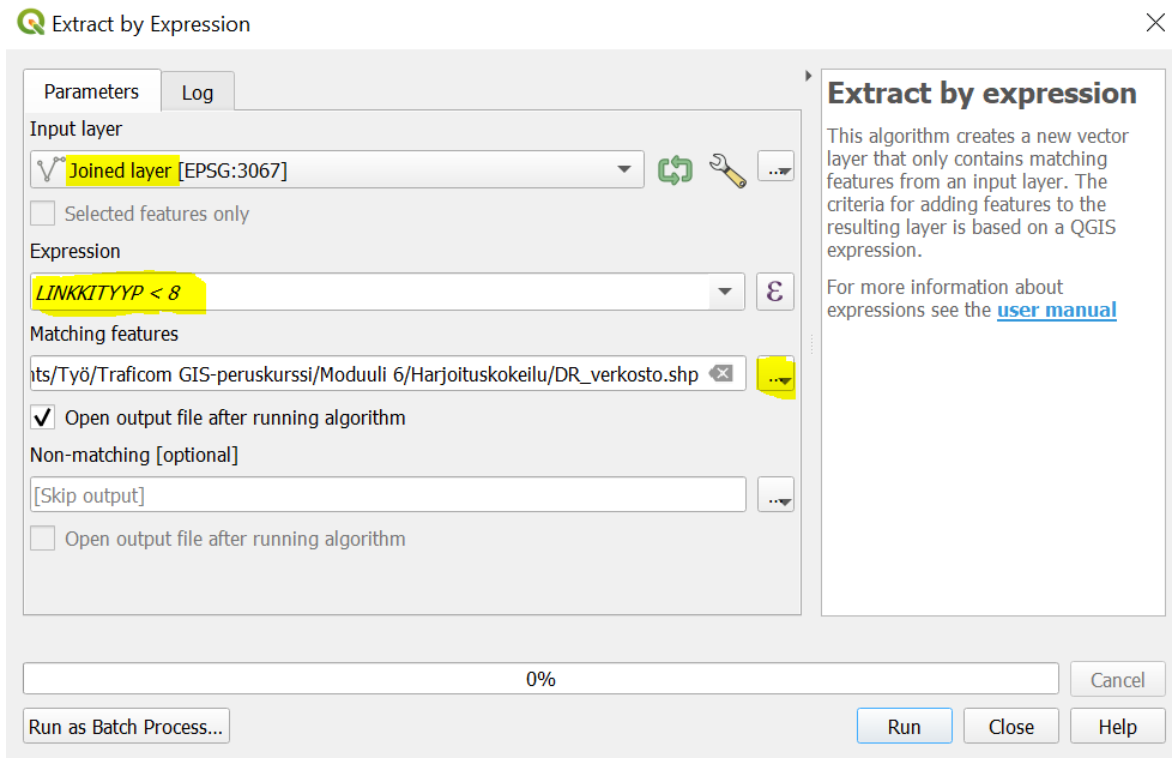 Extract by Expression
Parameters
Log
Input layer
Joined layer [EPSG:3067]
Selected features only
Expression
LINKKITYYP < 8
ε
Matching features
nts/Työ/Traficom GIS-peruskurssi/Moduuli 6/Harjoituskokeilu/DR_verkosto.shp
Open output file after running algorithm
Non-matching [optional]
[Skip output]
Open output file after running algorithm
Extract by expression
This algorithm creates a new vector
layer that only contains matching
features from an input layer. The
criteria for adding features to the
resulting layer is based on a QGIS
expression.
For more information about
expressions see the user manual
0%
Cancel
Run as Batch Process...
Run
Close
Help